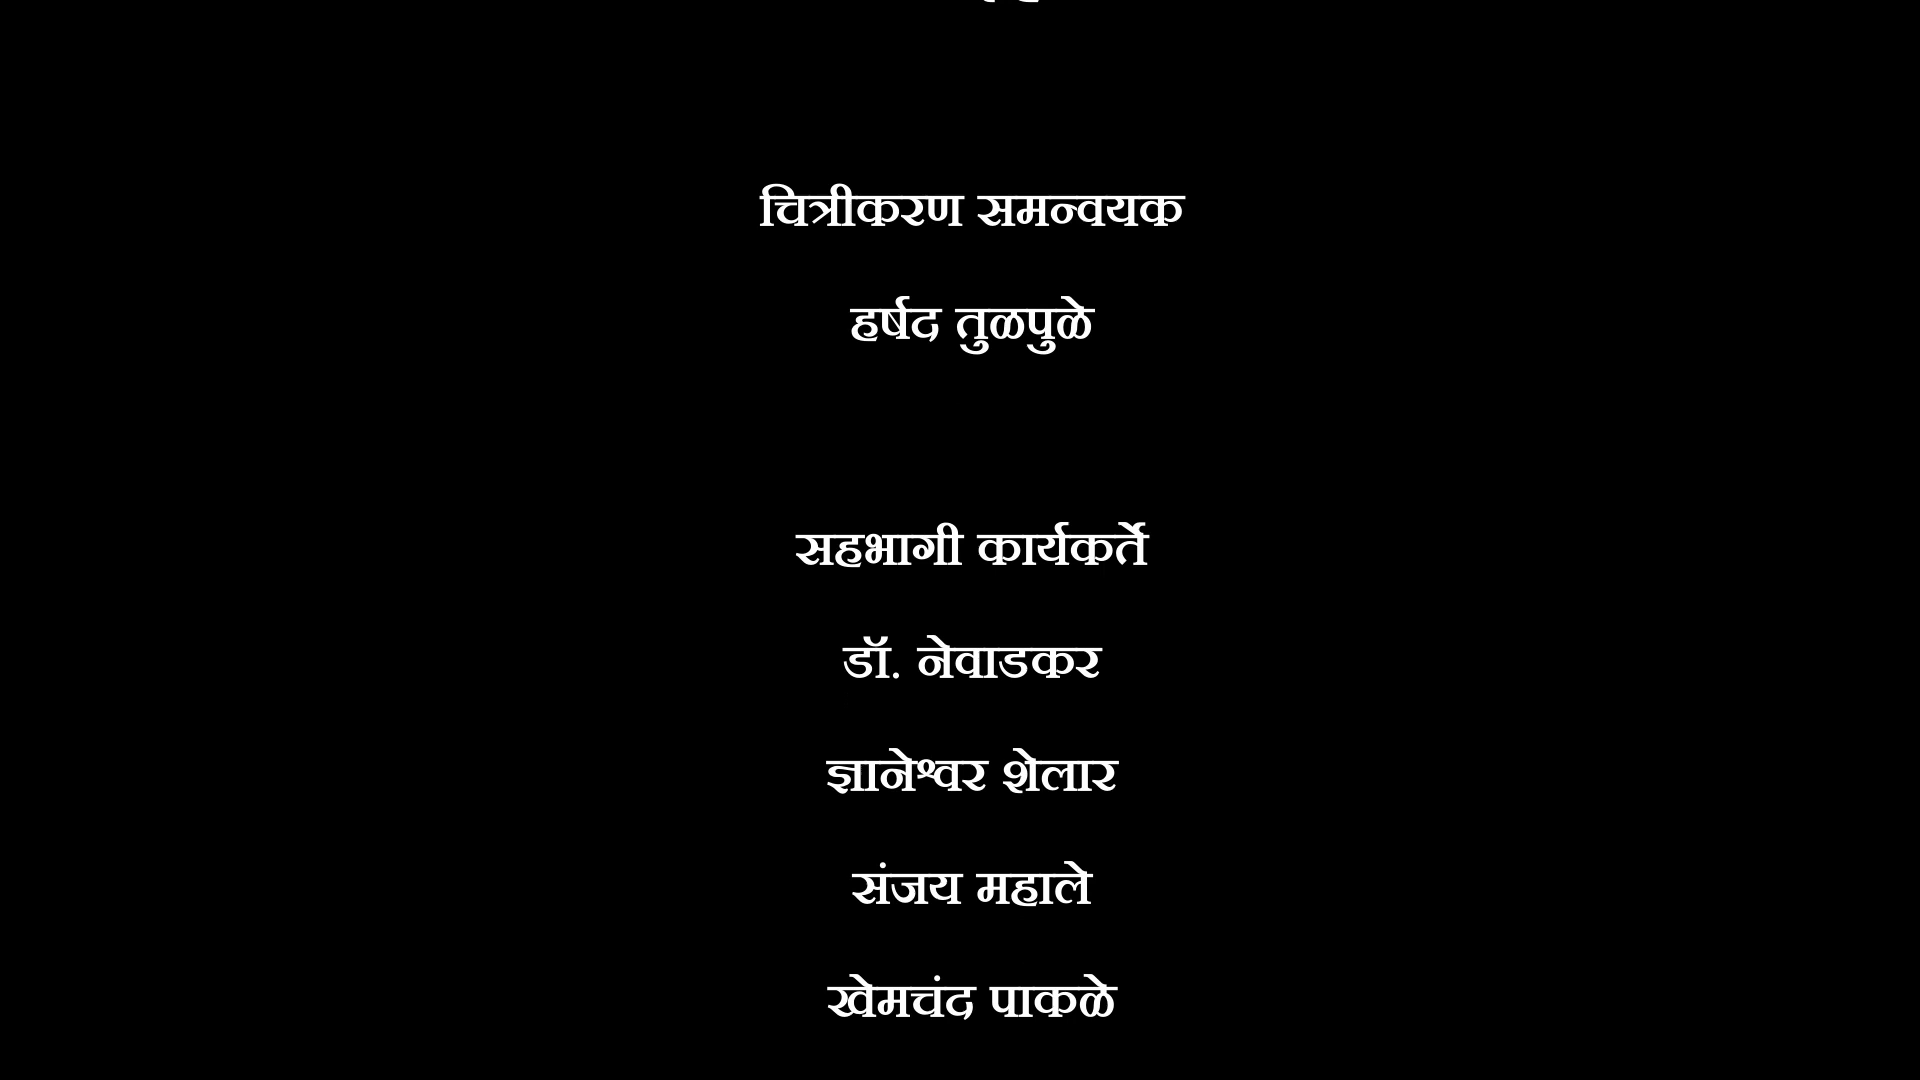 चित्रीकरण समन्वयक
हर्षद तुळपुळे
सहभागी कार्यकर्ते
डॉ. नेवाडकर
ज्ञानेश्वर शेलार
संजय महाले
खेमचंद पाकळे